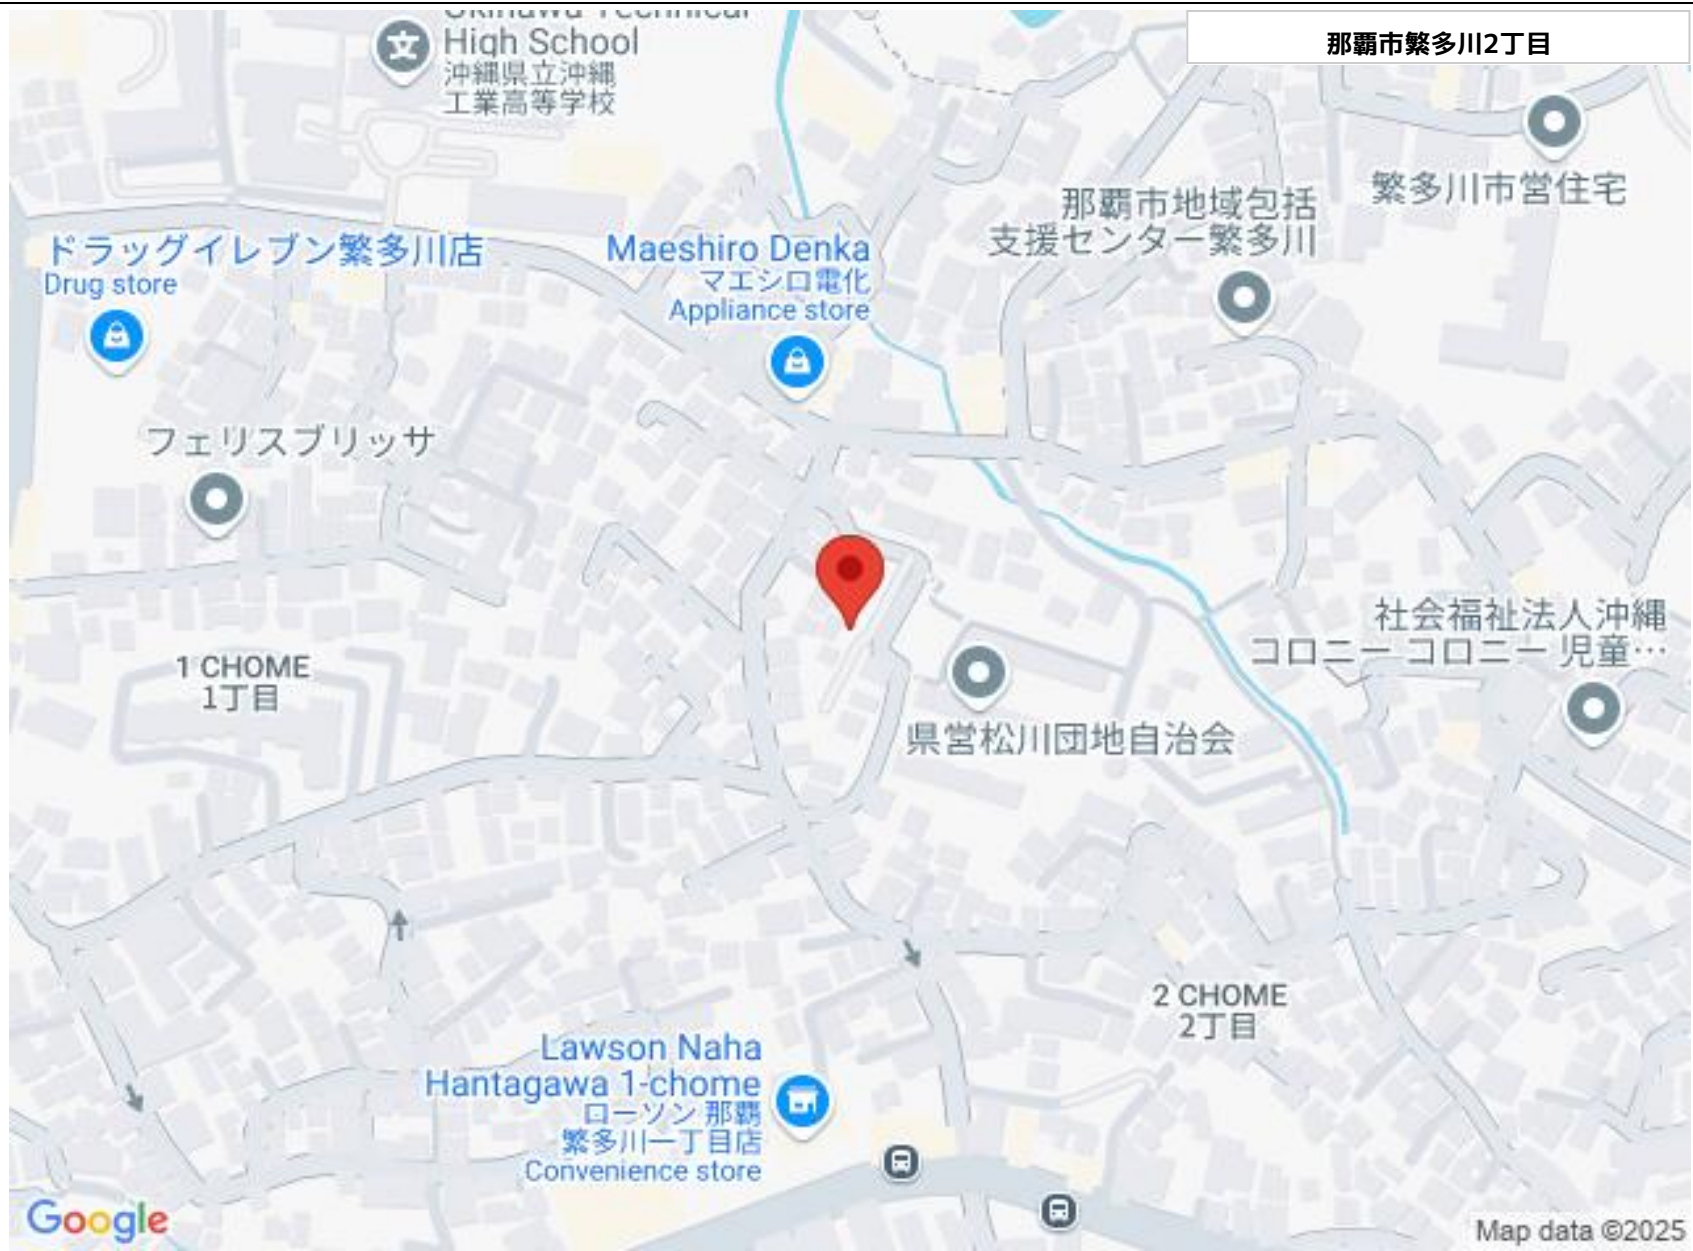 Okinawa Technical
High School
沖縄県立沖縄
工業高等学校
那覇市繁多川2丁目
繁多川市営住宅
那覇市地域包括
支援センター繁多川
ドラッグイレブン繁多川店
Drug store
Maeshiro Denka
マエシロ電化
Appliance store
フェリスブリッサ
社会福祉法人沖縄
コロニー コロニー 児童…
1 CHOME
1丁目
県営松川団地自治会
2 CHOME
2丁目
Lawson Naha
Hantagawa 1-chome
ローソン 那覇
繁多川一丁目店
Convenience store
Google
Map data ©2025